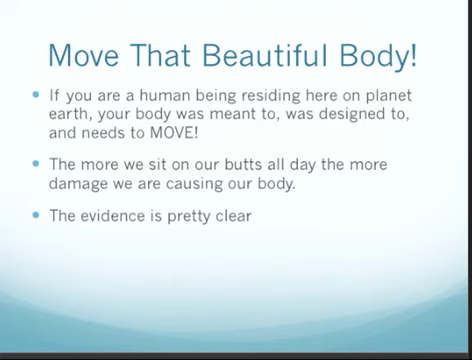 Move That Beautiful Body!
• If you are a human being residing here on planet
earth, your body was meant to, was designed to,
and needs to MOVE!
• The more we sit on our butts all day the more
damage we are causing our body.
• The evidence is pretty clear